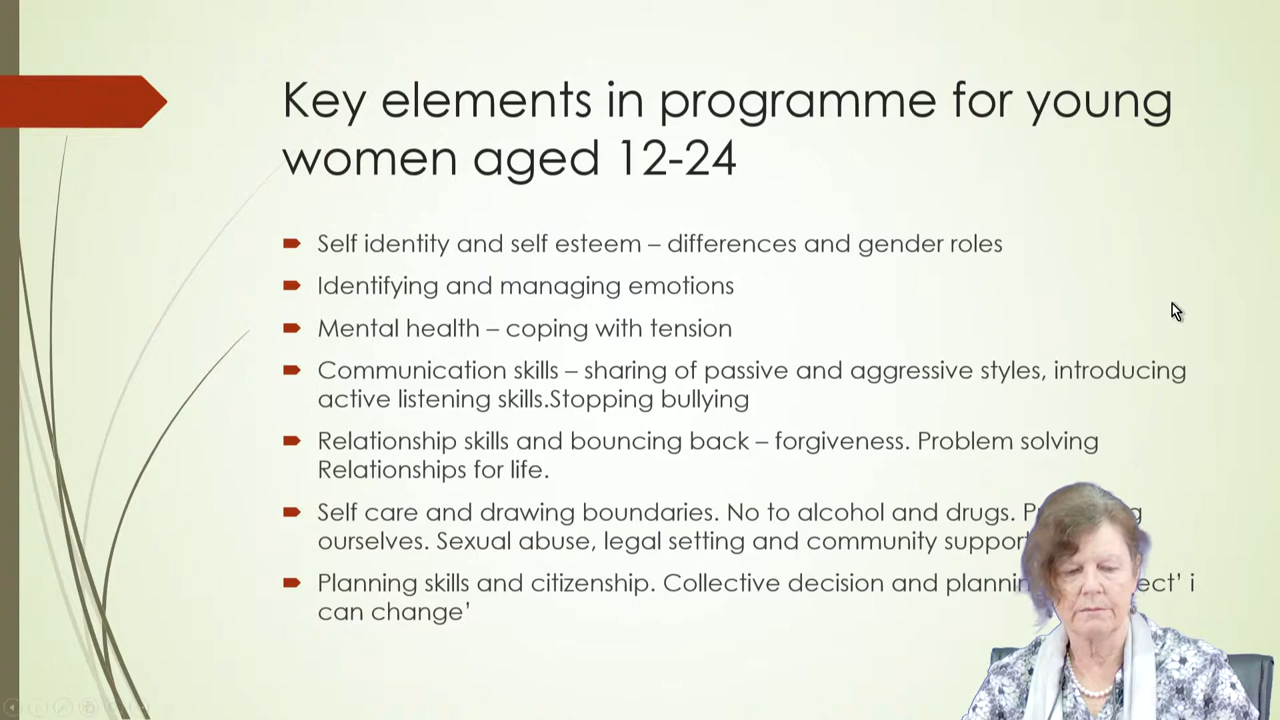 Key elements in programme for young
women aged 12-24
Self identity and self esteem – differences and gender roles
Identifying and managing emotions
Mental health – coping with tension
Communication skills – sharing of passive and aggressive styles, introducing
active listening skills.Stopping bullying
Relationship skills and bouncing back – forgiveness. Problem solving
Relationships for life.
Self care and drawing boundaries. No to alcohol and drugs.
ourselves. Sexual abuse, legal setting and community support
Planning skills and citizenship. Collective decision and i
can change'